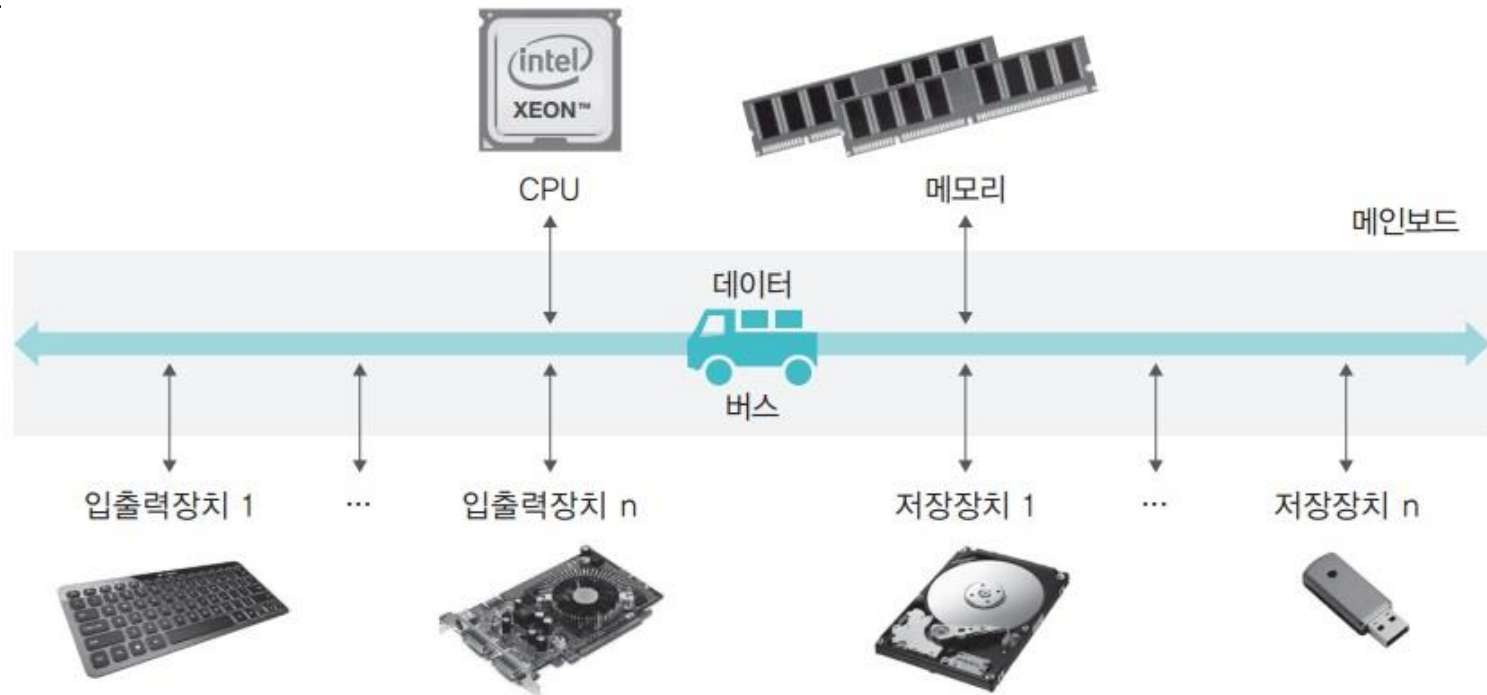 intel
XEON™
CPU
메모리
메인보드
데이터
버스
입출력장치 1
...
입출력장치 n
저장장치 1
...
저장장치 n